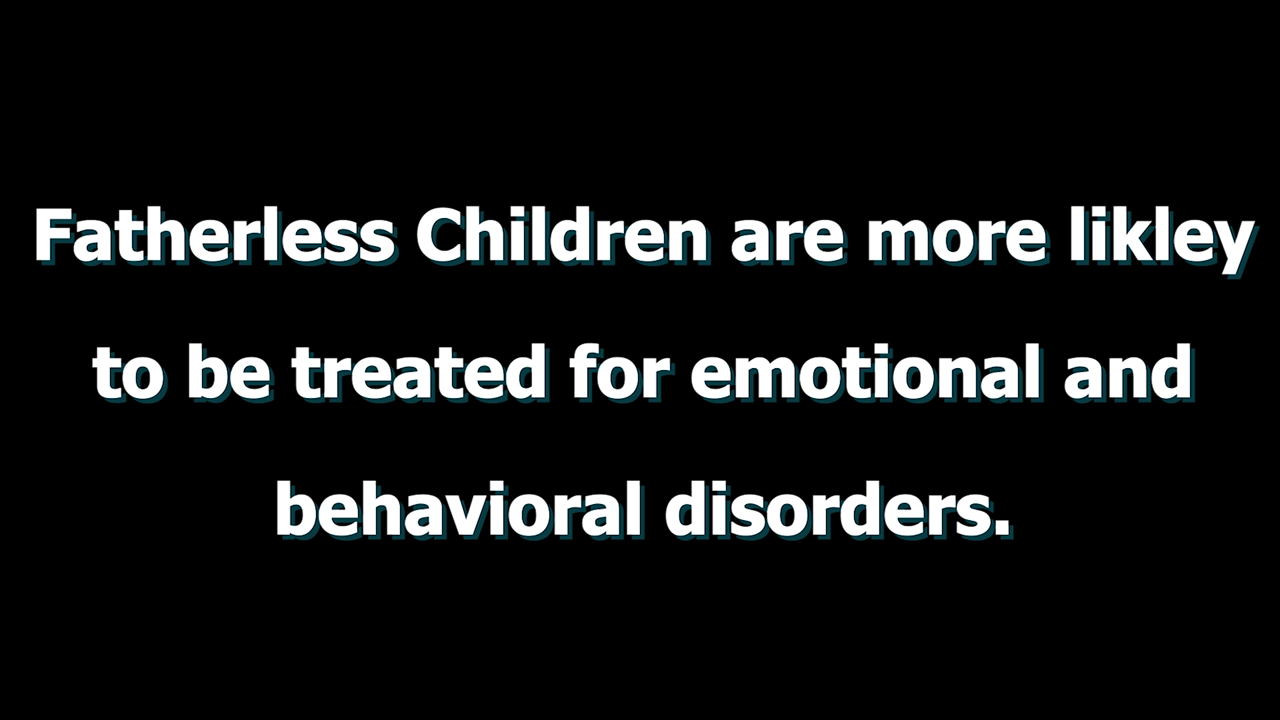 Fatherless Children are more likley
to be treated for emotional and
behavioral disorders.